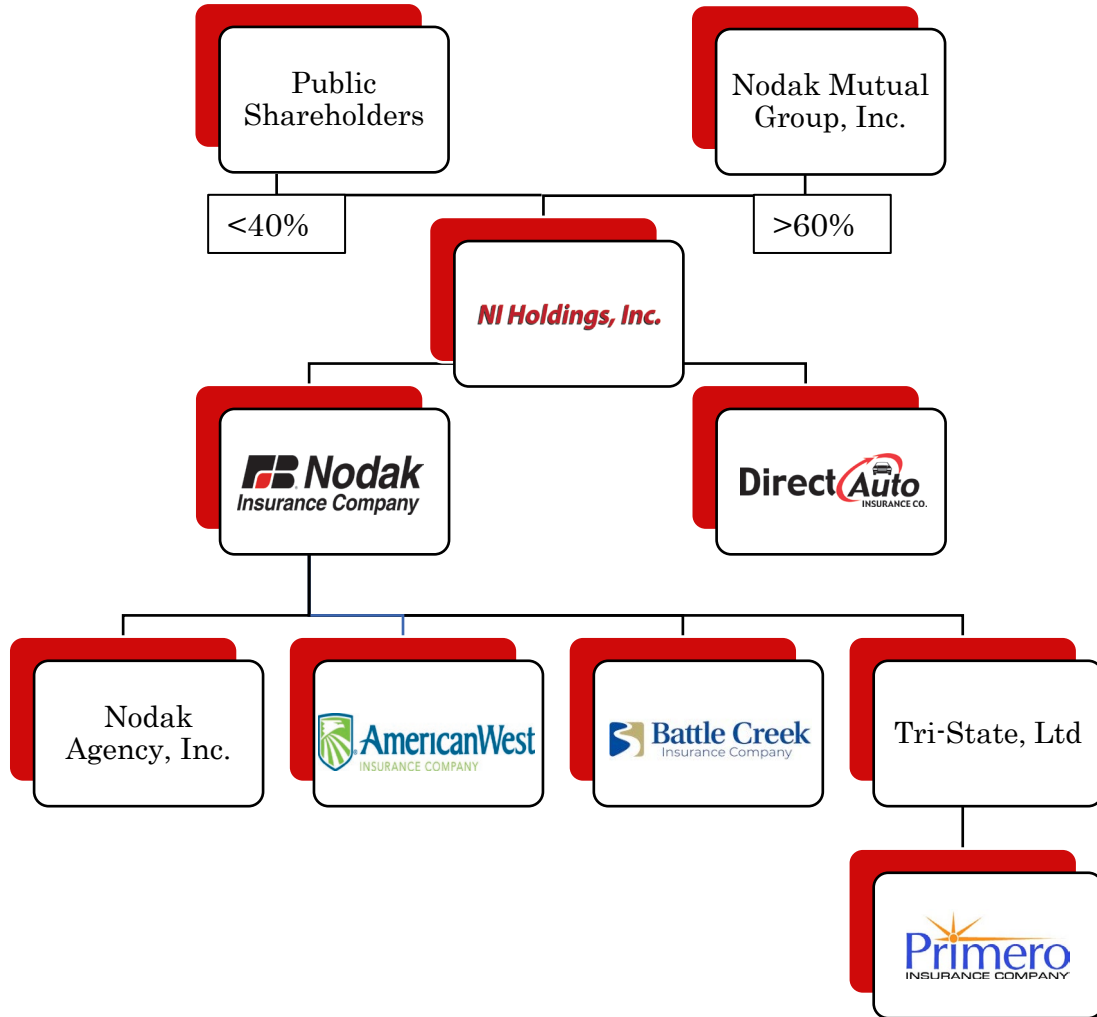 Public
Shareholders
Nodak Mutual
Group, Inc.
<40%
>60%
NI Holdings, Inc.
Nodak
Insurance Company
Direct Auto
INSURANCE CO.
Nodak
Agency, Inc.
AmericanWest
INSURANCE COMPANY
Battle Creek
Insurance Company
Tri-State, Ltd
Primero
INSURANCE COMPANY